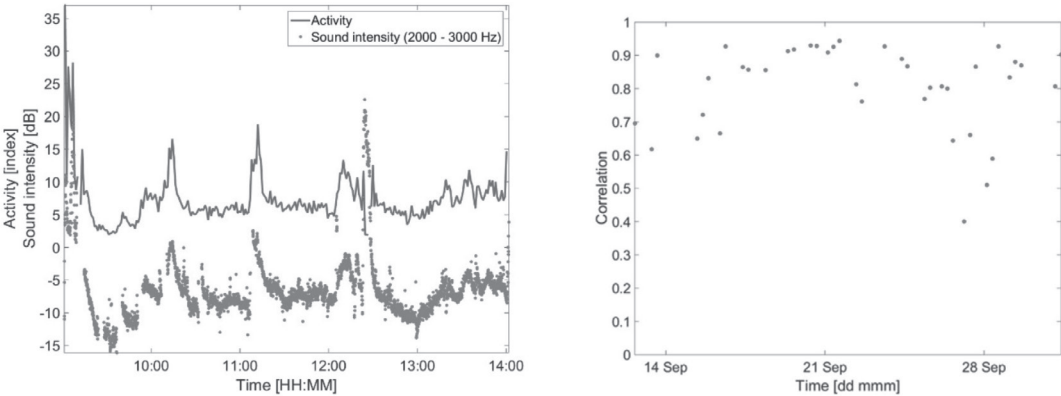 Activity
Sound intensity (2000 - 3000 Hz)
Activity [index]
Sound intensity [dB]
35
30
25
20
15
10
5
0
-5
-10
-15
10:00
11:00
12:00
13:00
14:00
Time [HH:MM]
Correlation
1
0.9
0.8
0.7
0.6
0.5
0.4
0.3
0.2
0.1
0
14 Sep
21 Sep
28 Sep
Time [dd mmm]